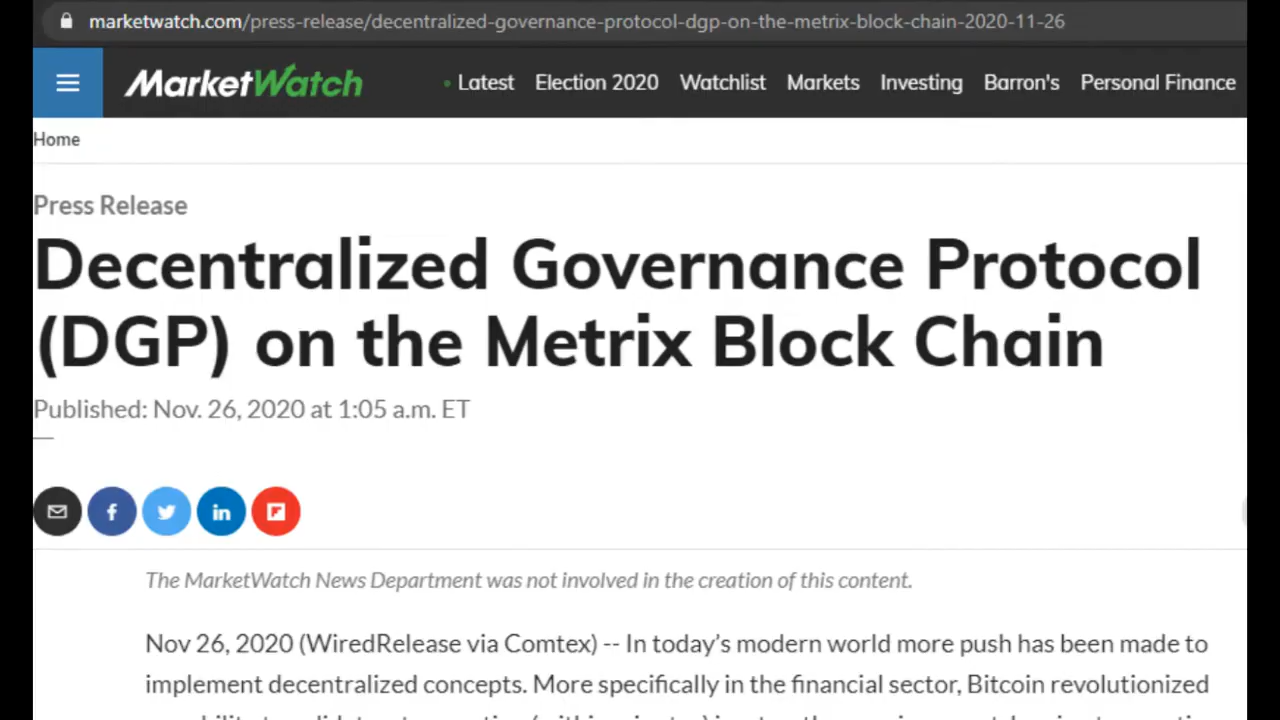 marketwatch.com/press-release/decentralized-governance-protocol-dgp-on-the-metrix-block-chain-2020-11-26
MarketWatch
Latest Election 2020 Watchlist Markets Investing Barron's Personal Finance
Home
Press Release
Decentralized Governance Protocol
(DGP) on the Metrix Block Chain
Published: Nov. 26, 2020 at 1:05 a.m. ET
The MarketWatch News Department was not involved in the creation of this content.
Nov 26, 2020 (WiredRelease via Comtex) -- In today's modern world more push has been made to
implement decentralized concepts. More specifically in the financial sector, Bitcoin revolutionized